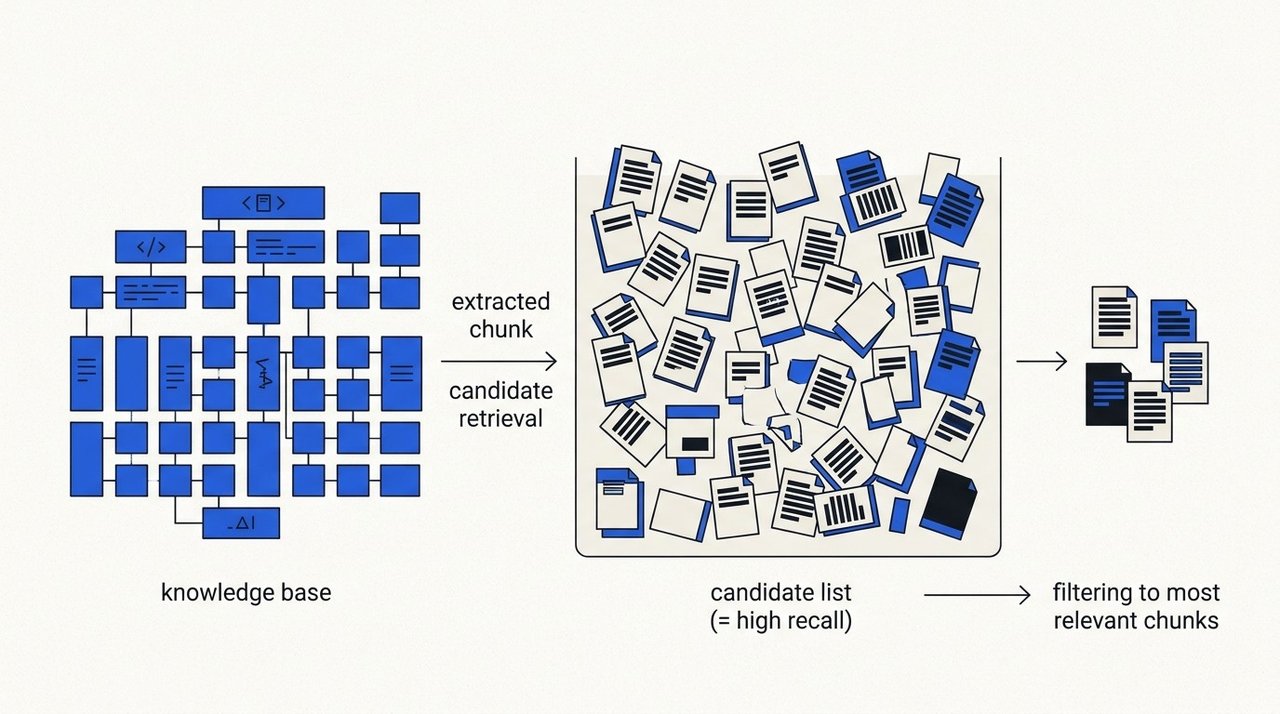 </>
extracted
chunk
candidate
retrieval
knowledge base
candidate list
(= high recall)
filtering to most
relevant chunks